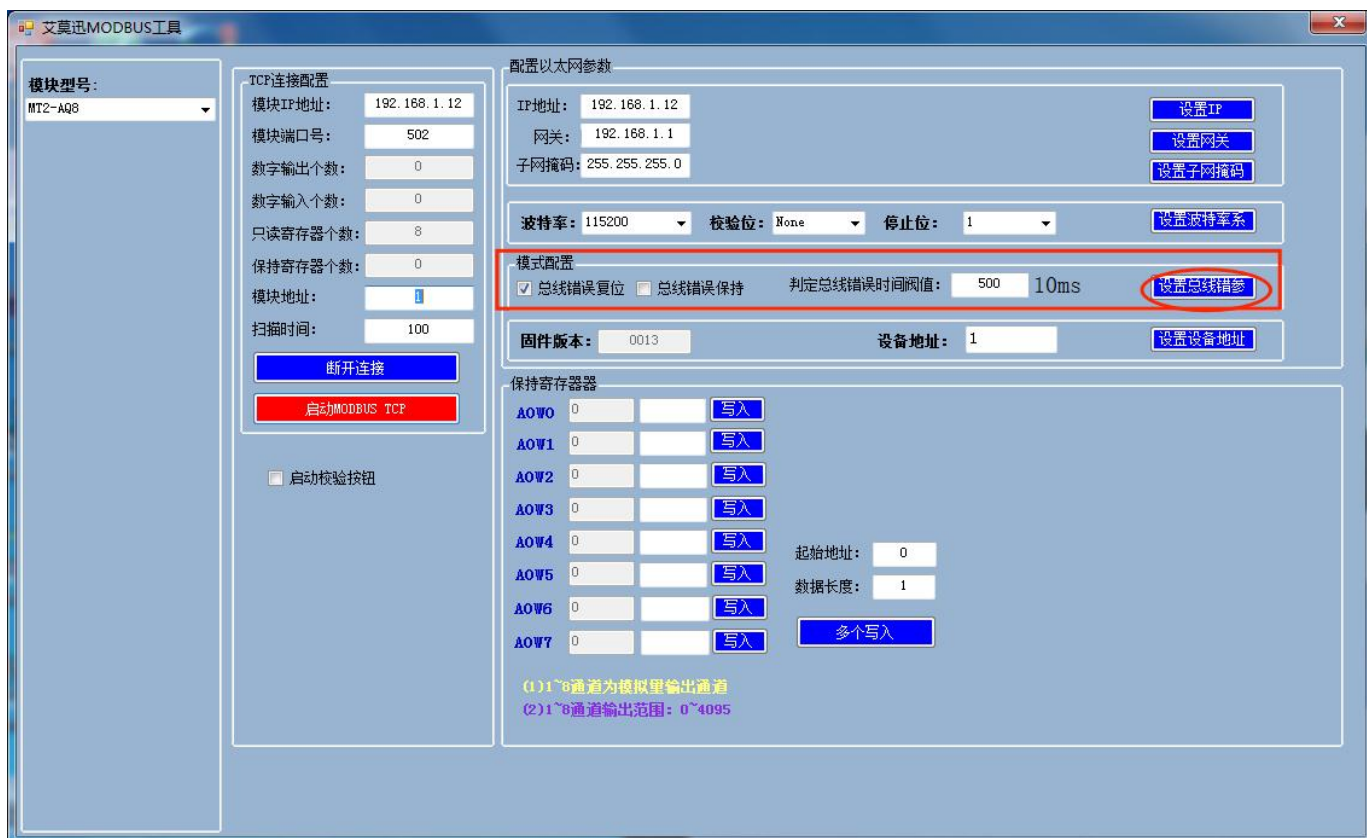 艾莫迅MODBUS工具
模块型号:
MT2-AQ8
TCP连接配置
模块IP地址: 192.168.1.12
模块端口号: 502
数字输出个数: 0
数字输入个数: 0
只读寄存器个数: 8
保持寄存器个数: 0
模块地址: 1
扫描时间: 100
断开连接
启动MODBUS TCP
启动校验按钮
配置以太网参数
IP地址: 192.168.1.12 设置IP
网关: 192.168.1.1 设置网关
子网掩码: 255.255.255.0 设置子网掩码
波特率: 115200 校验位: None 停止位: 1 设置波特率系
模式配置
总线错误复位 总线错误保持 判定总线错误时间阀值: 500 10ms 设置总线错参
固件版本: 0013 设备地址: 1 设置设备地址
保持寄存器器
AOW0 0 写入
AOW1 0 写入
AOW2 0 写入
AOW3 0 写入
AOW4 0 写入
AOW5 0 写入
AOW6 0 写入
AOW7 0 写入
起始地址: 0
数据长度: 1
多个写入
(1)1~8通道为模拟量输出通道
(2)1~8通道输出范围: 0~4095